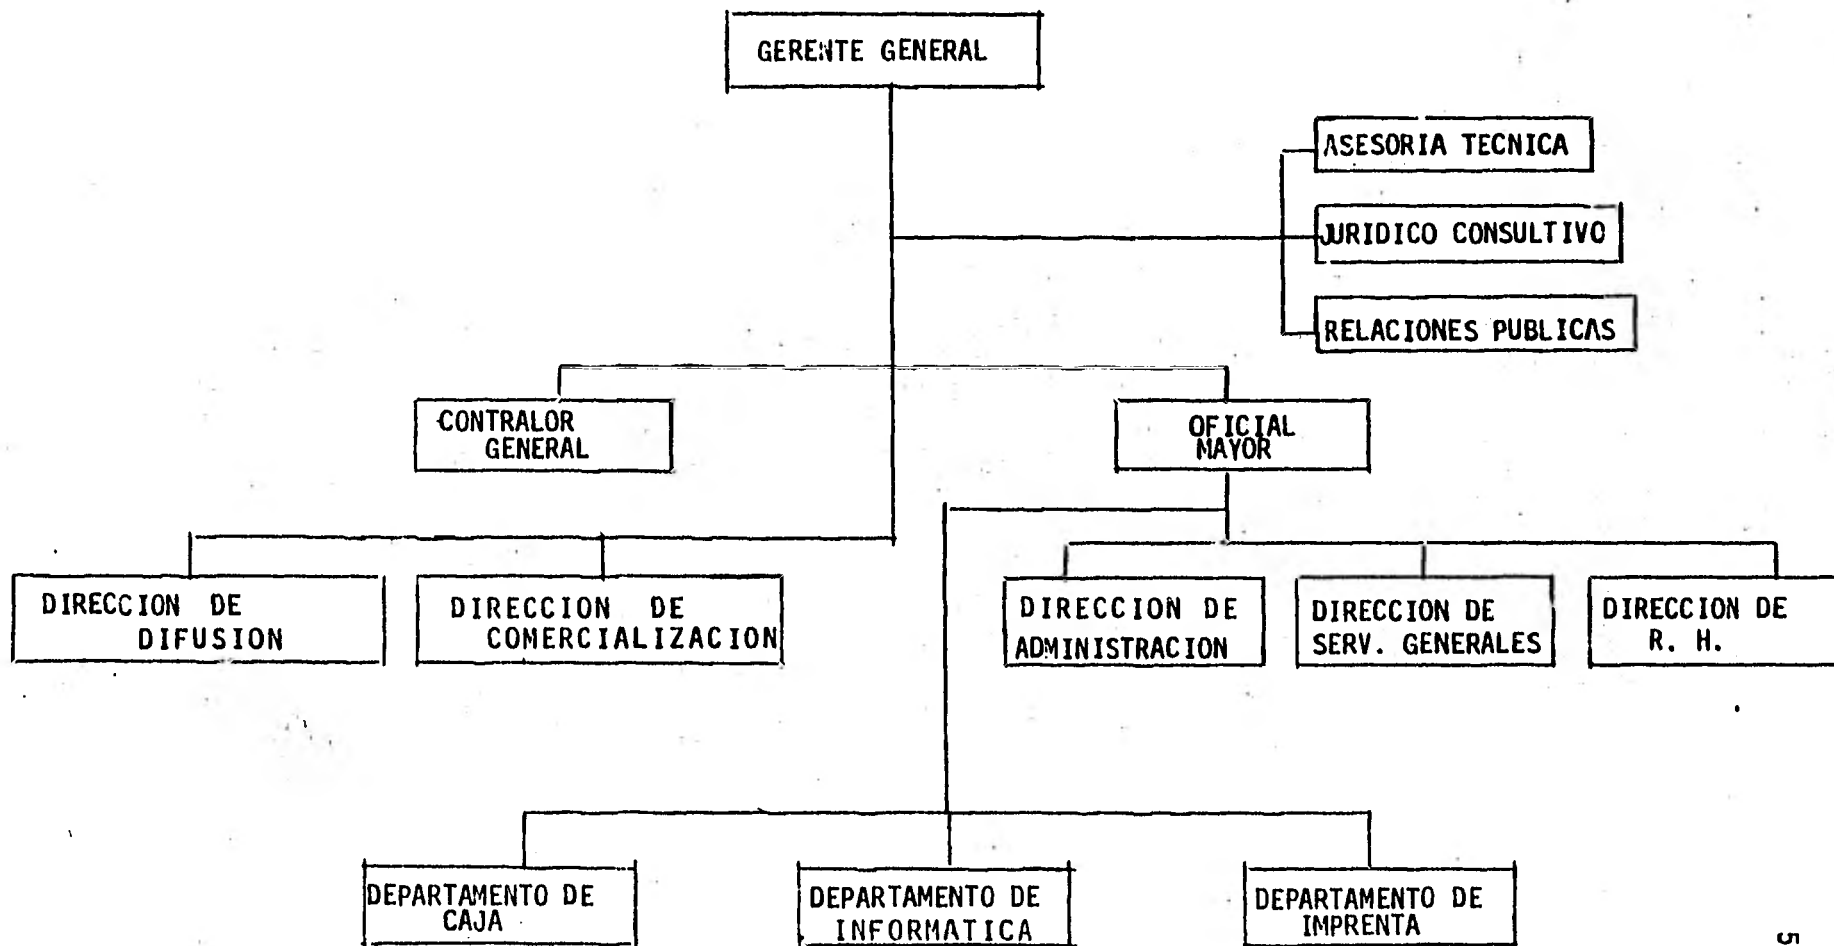 GERENTE GENERAL
ASESORIA TECNICA
JURIDICO CONSULTIVO
RELACIONES PUBLICAS
CONTRALOR
GENERAL
OFICIAL
MAYOR
DIRECCION DE
DIFUSION
DIRECCION DE
COMERCIALIZACION
DIRECCION DE
ADMINISTRACION
DIRECCION DE
SERV. GENERALES
DIRECCION DE
R. H.
DEPARTAMENTO DE
CAJA
DEPARTAMENTO DE
INFORMATICA
DEPARTAMENTO DE
IMPRENTA
5